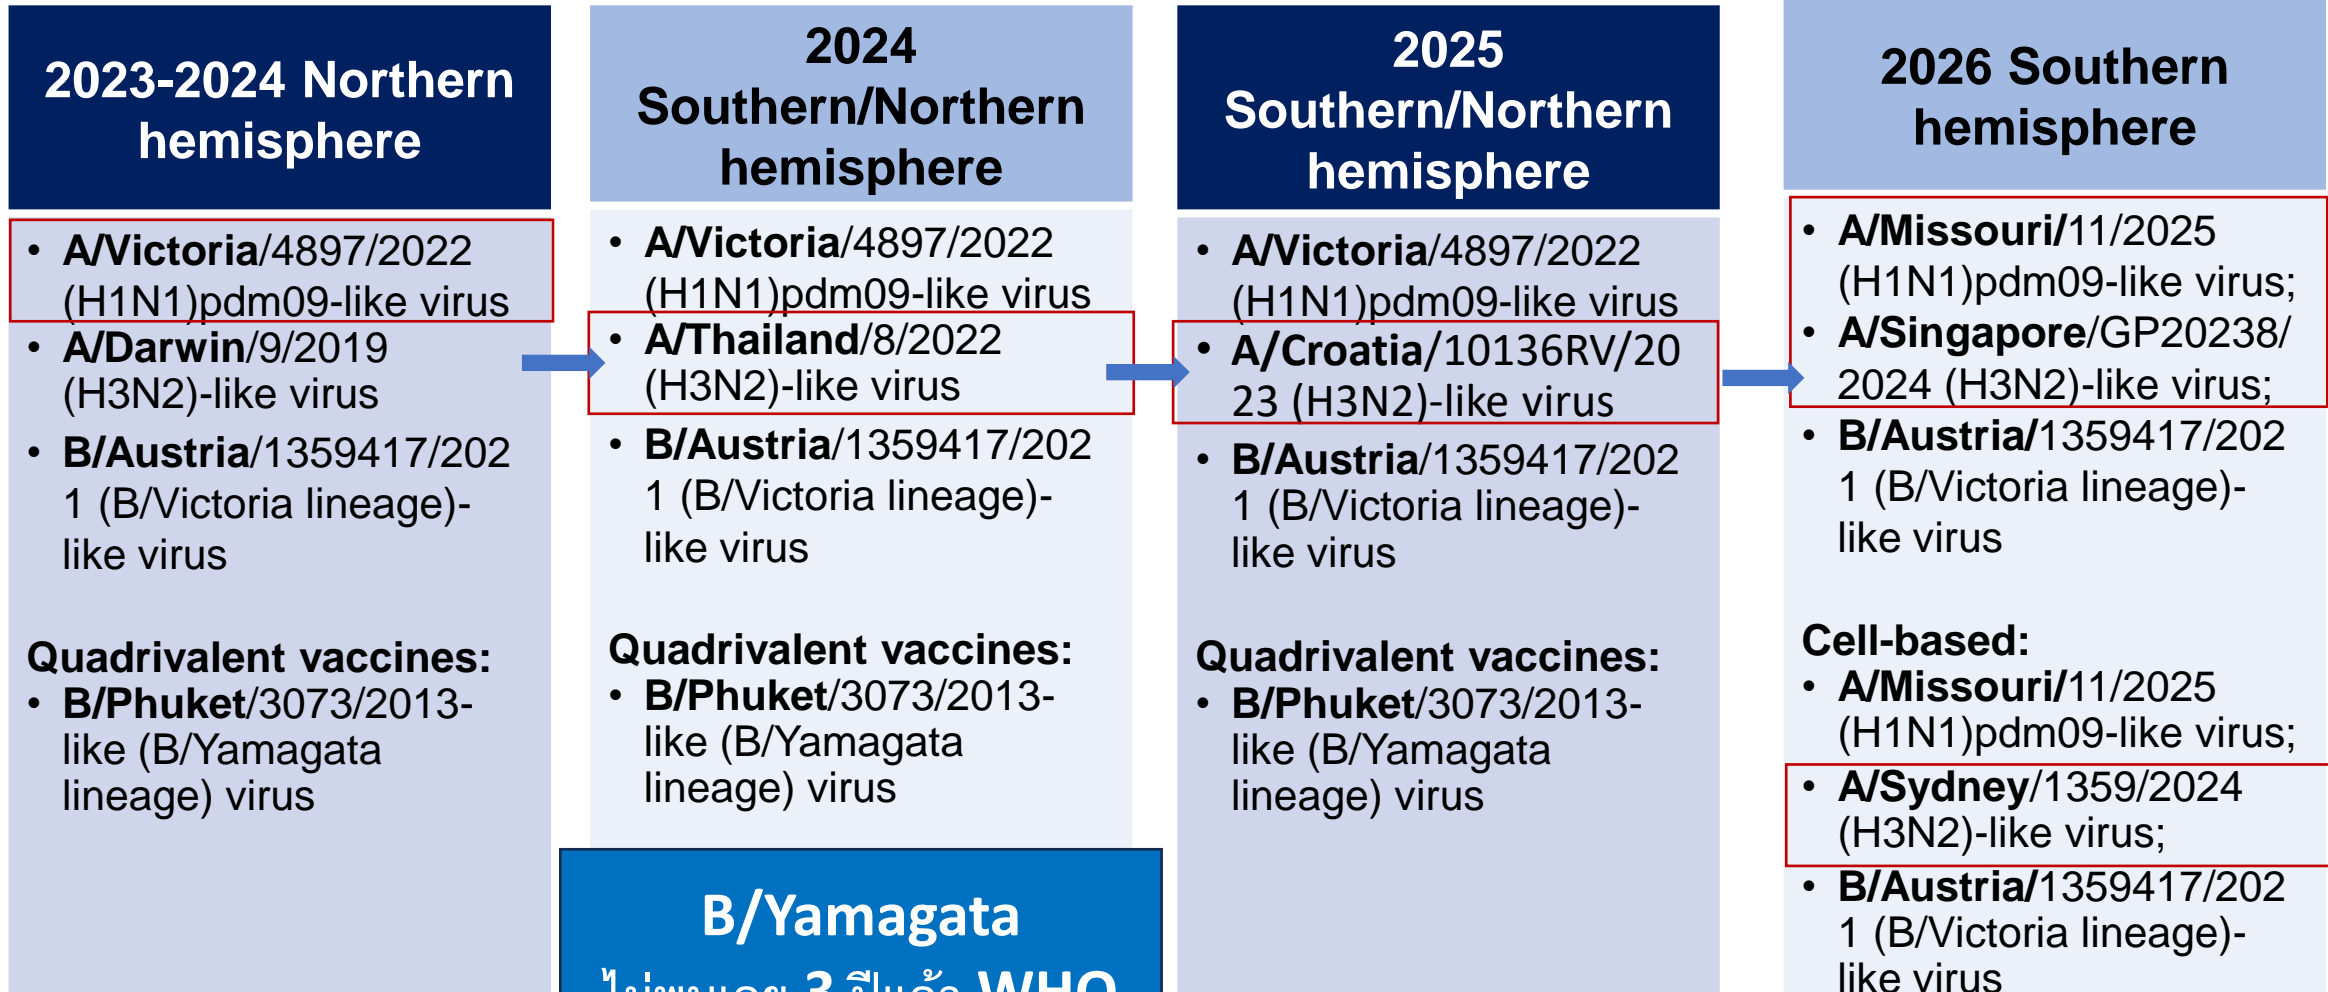 2023-2024 Northern
hemisphere
• A/Victoria/4897/2022
(H1N1)pdm09-like virus
• A/Darwin/9/2019
(H3N2)-like virus
• B/Austria/1359417/202
1 (B/Victoria lineage)-
like virus
Quadrivalent vaccines:
• B/Phuket/3073/2013-
like (B/Yamagata
lineage) virus
2024
Southern/Northern
hemisphere
• A/Victoria/4897/2022
(H1N1)pdm09-like virus
• A/Thailand/8/2022
(H3N2)-like virus
• B/Austria/1359417/202
1 (B/Victoria lineage)-
like virus
Quadrivalent vaccines:
• B/Phuket/3073/2013-
like (B/Yamagata
lineage) virus
B/Yamagata
3 ปีแล้ว WHO
2025
Southern/Northern
hemisphere
• A/Victoria/4897/2022
(H1N1)pdm09-like virus
• A/Croatia/10136RV/20
23 (H3N2)-like virus
• B/Austria/1359417/202
1 (B/Victoria lineage)-
like virus
Quadrivalent vaccines:
• B/Phuket/3073/2013-
like (B/Yamagata
lineage) virus
2026 Southern
hemisphere
• A/Missouri/11/2025
(H1N1)pdm09-like virus;
• A/Singapore/GP20238/
2024 (H3N2)-like virus;
• B/Austria/1359417/202
1 (B/Victoria lineage)-
like virus
Cell-based:
• A/Missouri/11/2025
(H1N1)pdm09-like virus;
• A/Sydney/1359/2024
(H3N2)-like virus;
• B/Austria/1359417/202
1 (B/Victoria lineage)-
like virus